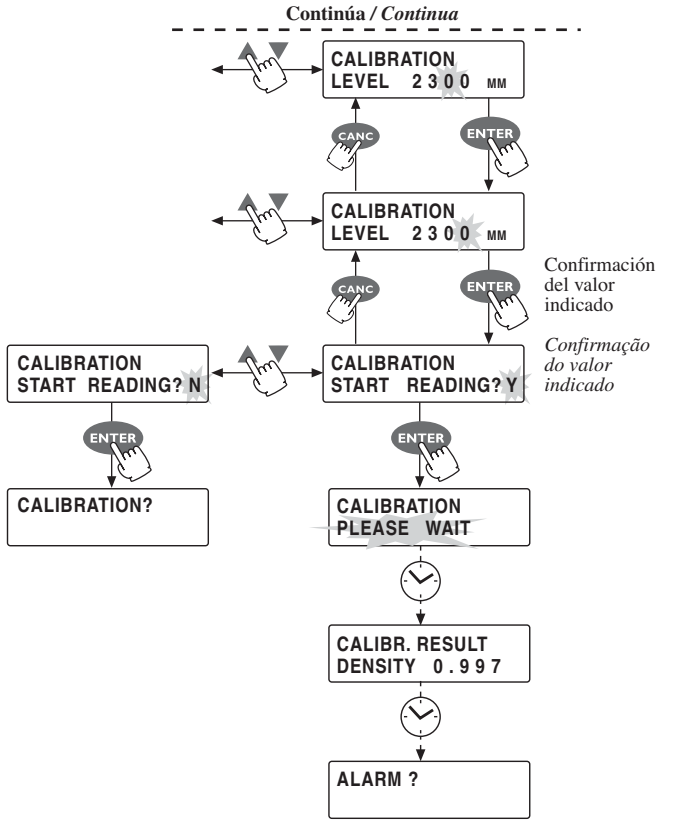 Continúa / Continua
CALIBRATION
LEVEL 2300 MM
CANC
ENTER
CALIBRATION
LEVEL 2300 MM
CANC
ENTER
Confirmación
del valor
indicado
Confirmação
do valor
indicado
CALIBRATION
START READING? N
CALIBRATION
START READING? Y
ENTER
ENTER
CALIBRATION?
CALIBRATION
PLEASE WAIT
CALIBR. RESULT
DENSITY 0.997
ALARM ?